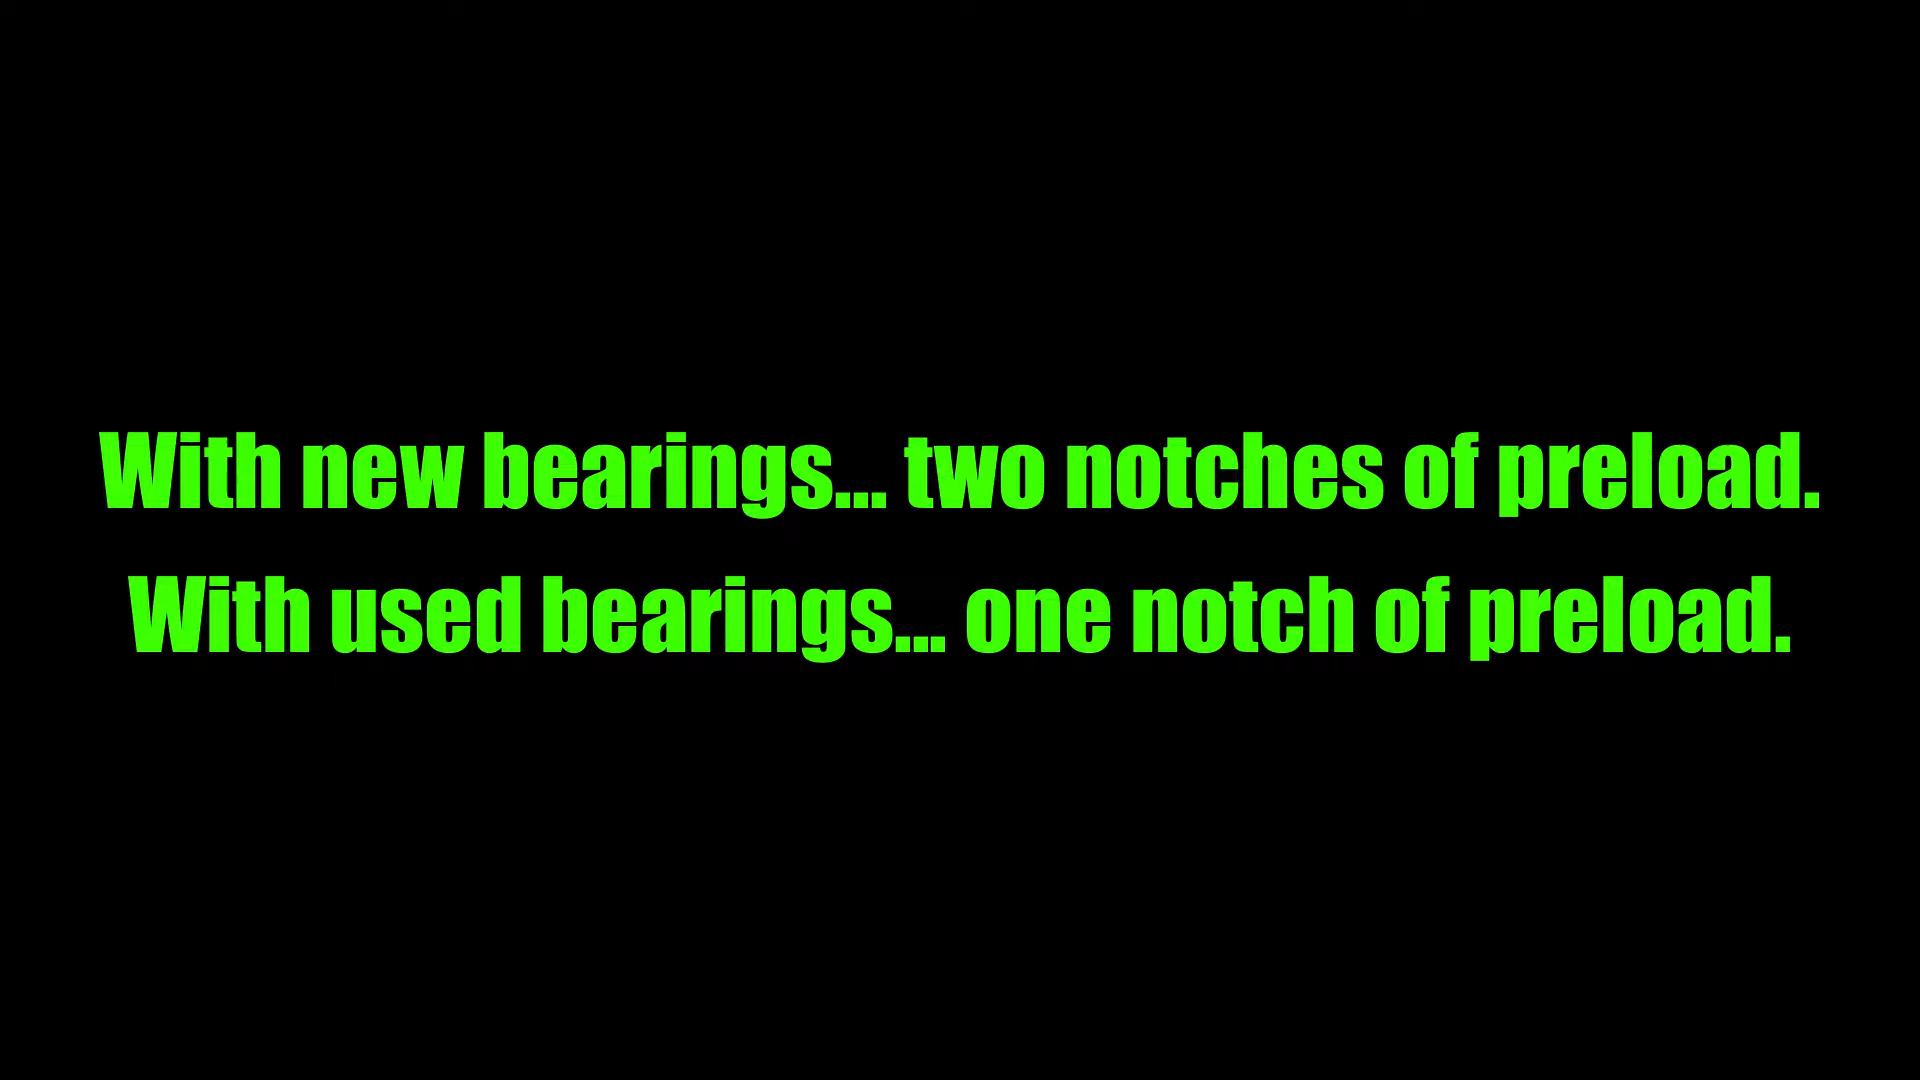 With new bearings... two notches of preload.
With used bearings... one notch of preload.